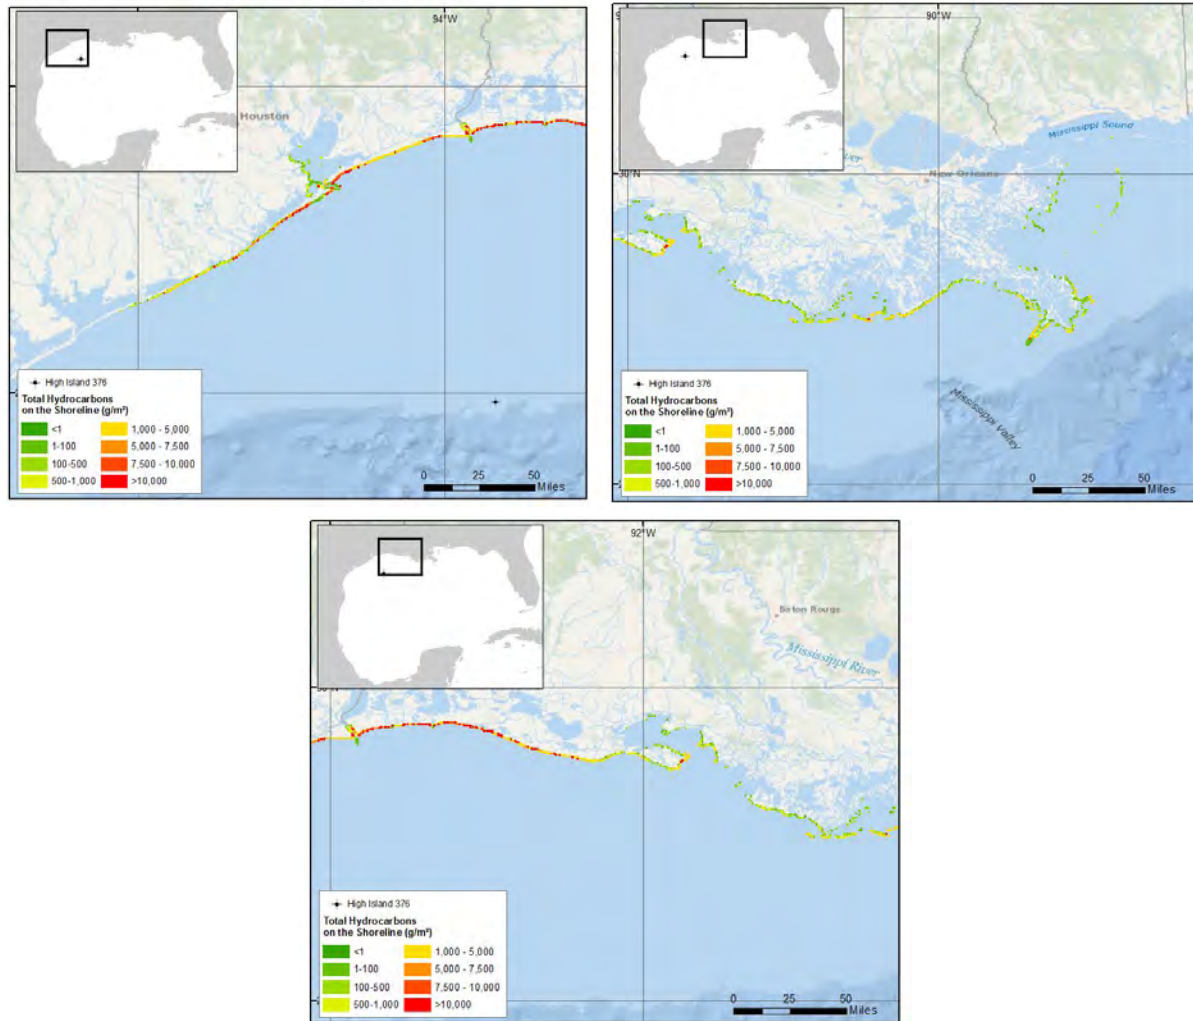 94°W
Houston
High Island 376
Total Hydrocarbons
on the Shoreline (g/m²)
<1
1-100
100-500
500-1,000
1,000 - 5,000
5,000 - 7,500
7,500 - 10,000
>10,000
0 25 50
Miles
90°W
Mississippi Sound
30°N
New Orleans
Mississippi Valley
High Island 376
Total Hydrocarbons
on the Shoreline (g/m²)
<1
1-100
100-500
500-1,000
1,000 - 5,000
5,000 - 7,500
7,500 - 10,000
>10,000
0 25 50
Miles
92°W
Baton Rouge
Mississippi River
High Island 376
Total Hydrocarbons
on the Shoreline (g/m²)
<1
1-100
100-500
500-1,000
1,000 - 5,000
5,000 - 7,500
7,500 - 10,000
>10,000
0 25 50
Miles